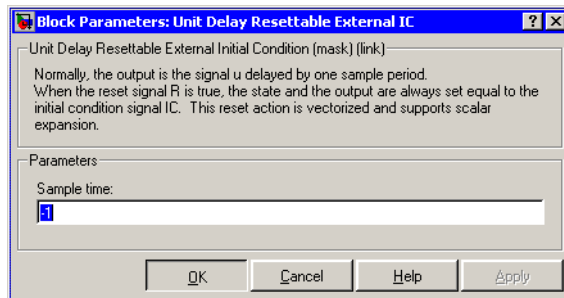 Block Parameters: Unit Delay Resettable External IC
Unit Delay Resettable External Initial Condition (mask) (link)
Normally, the output is the signal u delayed by one sample period.
When the reset signal R is true, the state and the output are always set equal to the
initial condition signal IC. This reset action is vectorized and supports scalar
expansion.
Parameters
Sample time:
-1
OK Cancel Help Apply